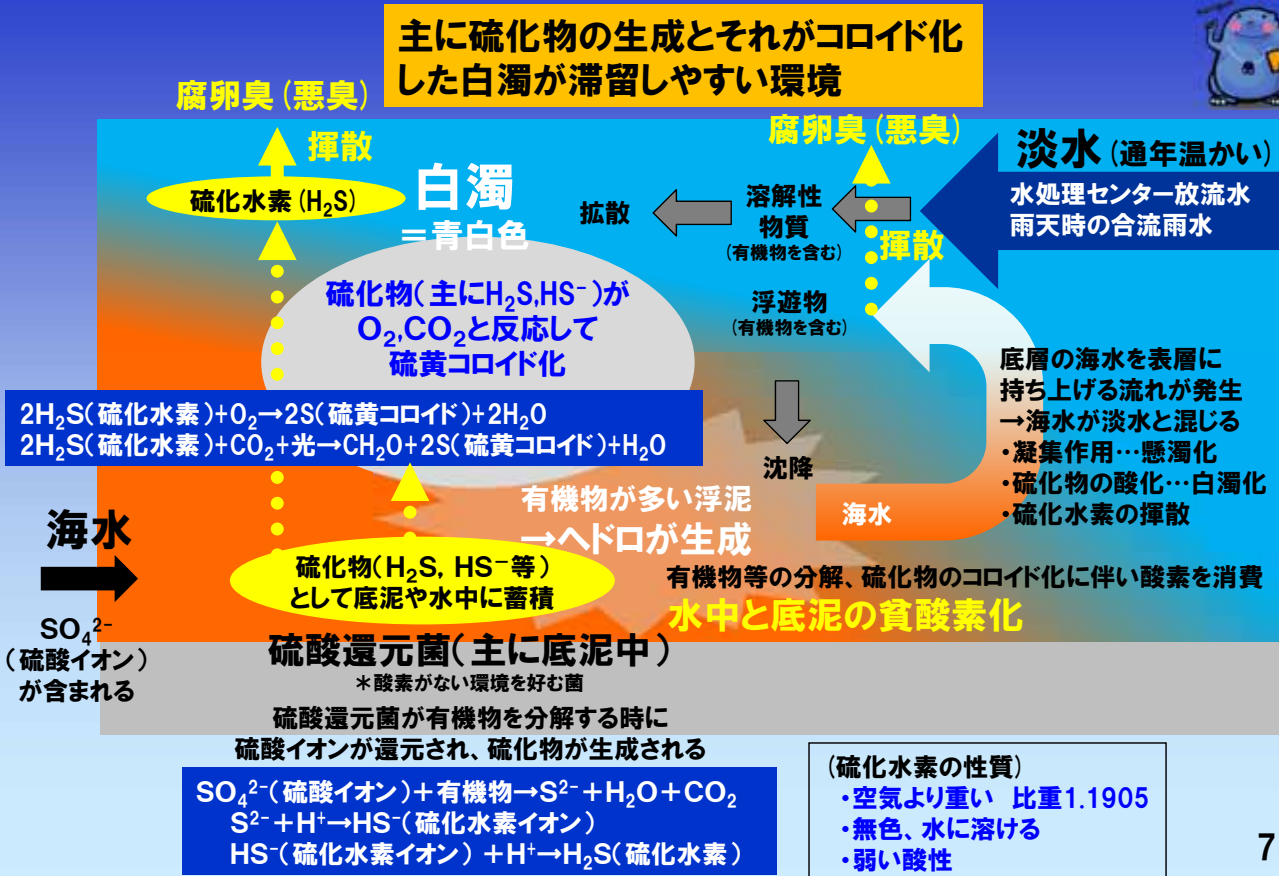 主に硫化物の生成とそれがコロイド化
した白濁が滞留しやすい環境
腐卵臭(悪臭)
揮散
硫化水素(H₂S)
白濁
＝青白色
硫化物(主にH₂S,HS⁻)が
O₂,CO₂と反応して
硫黄コロイド化
拡散
溶解性
物質
(有機物を含む)
浮遊物
(有機物を含む)
沈降
腐卵臭(悪臭)
揮散
淡水(通年温かい)
水処理センター放流水
雨天時の合流雨水
底層の海水を表層に
持ち上げる流れが発生
→海水が淡水と混じる
・凝集作用…懸濁化
・硫化物の酸化…白濁化
・硫化水素の揮散
2H₂S(硫化水素)+O₂→2S(硫黄コロイド)+2H₂O
2H₂S(硫化水素)+CO₂+光→CH₂O+2S(硫黄コロイド)+H₂O
有機物が多い浮泥
→ヘドロが生成
海水
海水
SO₄²⁻
(硫酸イオン)
が含まれる
硫化物(H₂S, HS⁻等)
として底泥や水中に蓄積
有機物等の分解、硫化物のコロイド化に伴い酸素を消費
水中と底泥の貧酸素化
硫酸還元菌(主に底泥中)
＊酸素がない環境を好む菌
硫酸還元菌が有機物を分解する時に
硫酸イオンが還元され、硫化物が生成される
SO₄²⁻(硫酸イオン)＋有機物→S²⁻＋H₂O＋CO₂
S²⁻＋H⁺→HS⁻(硫化水素イオン)
HS⁻(硫化水素イオン)＋H⁺→H₂S(硫化水素)
(硫化水素の性質)
・空気より重い 比重1.1905
・無色、水に溶ける
・弱い酸性
7